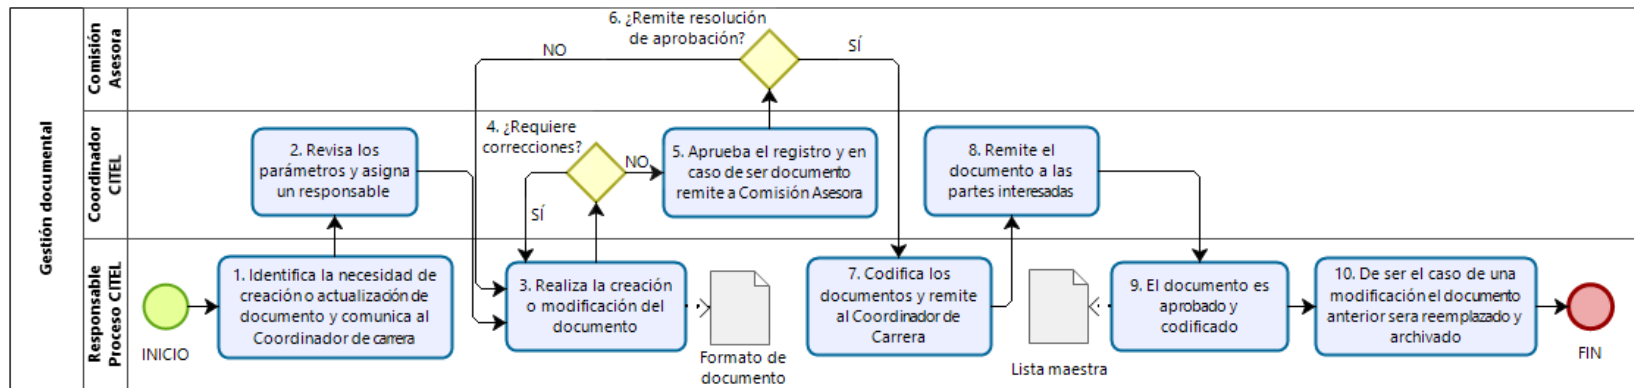 Gestión documental
Comisión
Asesora
6. ¿Remite resolución
de aprobación?
NO
SÍ
Coordinador
CITEL
2. Revisa los
parámetros y asigna
un responsable
4. ¿Requiere
correcciones?
NO
SÍ
5. Aprueba el registro y en
caso de ser documento
remite a Comisión Asesora
8. Remite el
documento a las
partes interesadas
Responsable
Proceso CITEL
INICIO
1. Identifica la necesidad de
creación o actualización de
documento y comunica al
Coordinador de carrera
3. Realiza la creación
o modificación del
documento
Formato de
documento
7. Codifica los
documentos y remite
al Coordinador de
Carrera
Lista maestra
9. El documento es
aprobado y
codificado
10. De ser el caso de una
modificación el documento
anterior sera reemplazado y
archivado
FIN